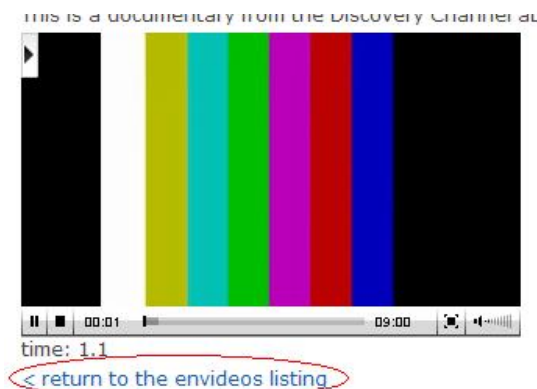 This is a documentary from the Discovery Channel
00:01 09:00
time: 1.1
< return to the envideos listing